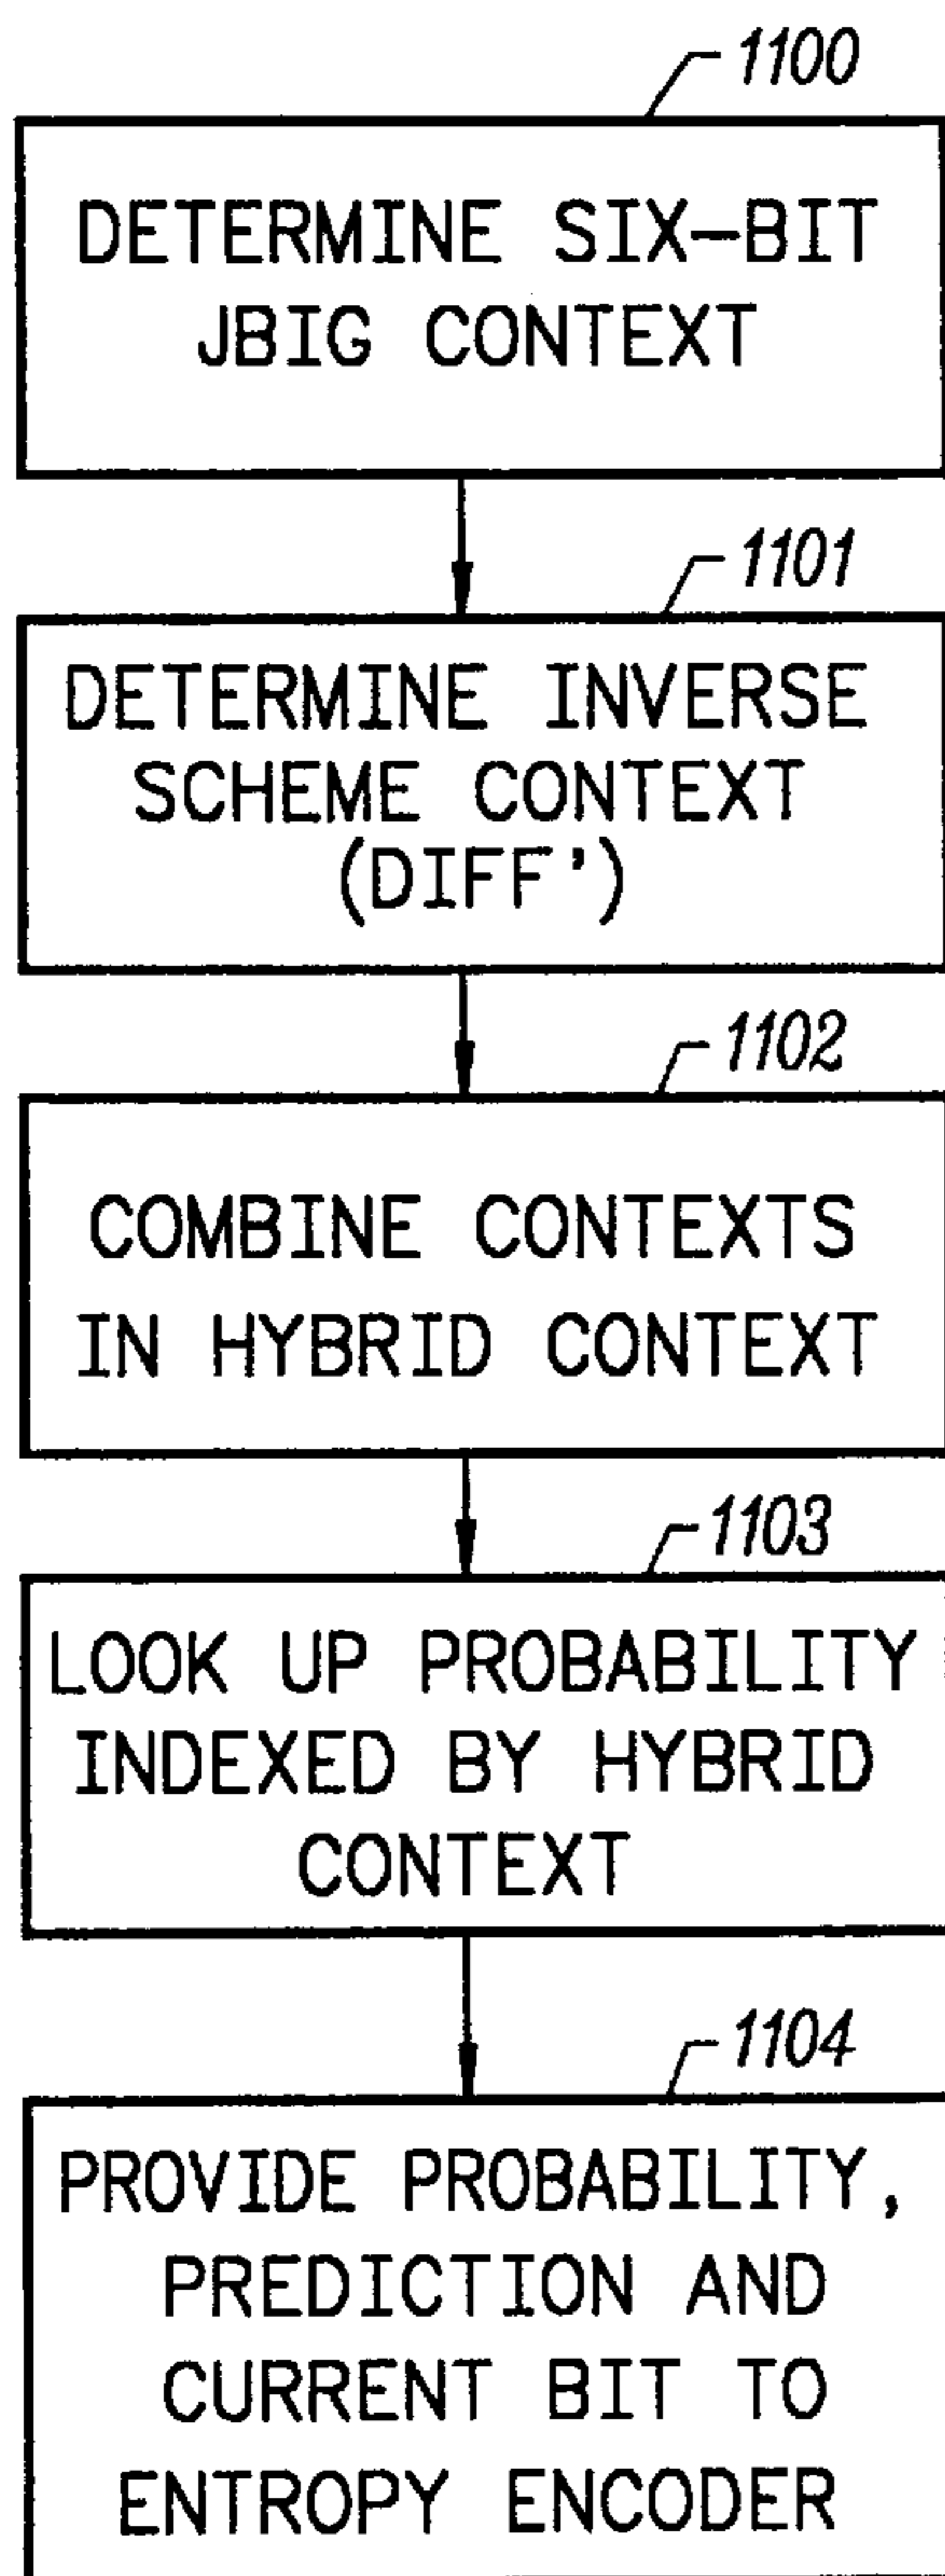 1100
DETERMINE SIX-BIT
JBIG CONTEXT
1101
DETERMINE INVERSE
SCHEME CONTEXT
(DIFF')
1102
COMBINE CONTEXTS
IN HYBRID CONTEXT
1103
LOOK UP PROBABILITY
INDEXED BY HYBRID
CONTEXT
1104
PROVIDE PROBABILITY,
PREDICTION AND
CURRENT BIT TO
ENTROPY ENCODER